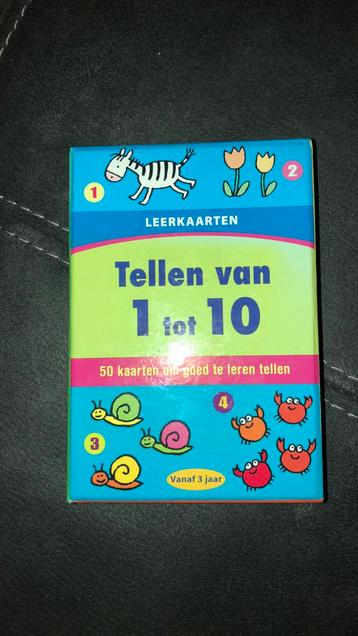 1
2
LEERKAARTEN
Tellen van
1 tot 10
50 kaarten om goed te leren tellen
4
3
Vanaf 3 jaar